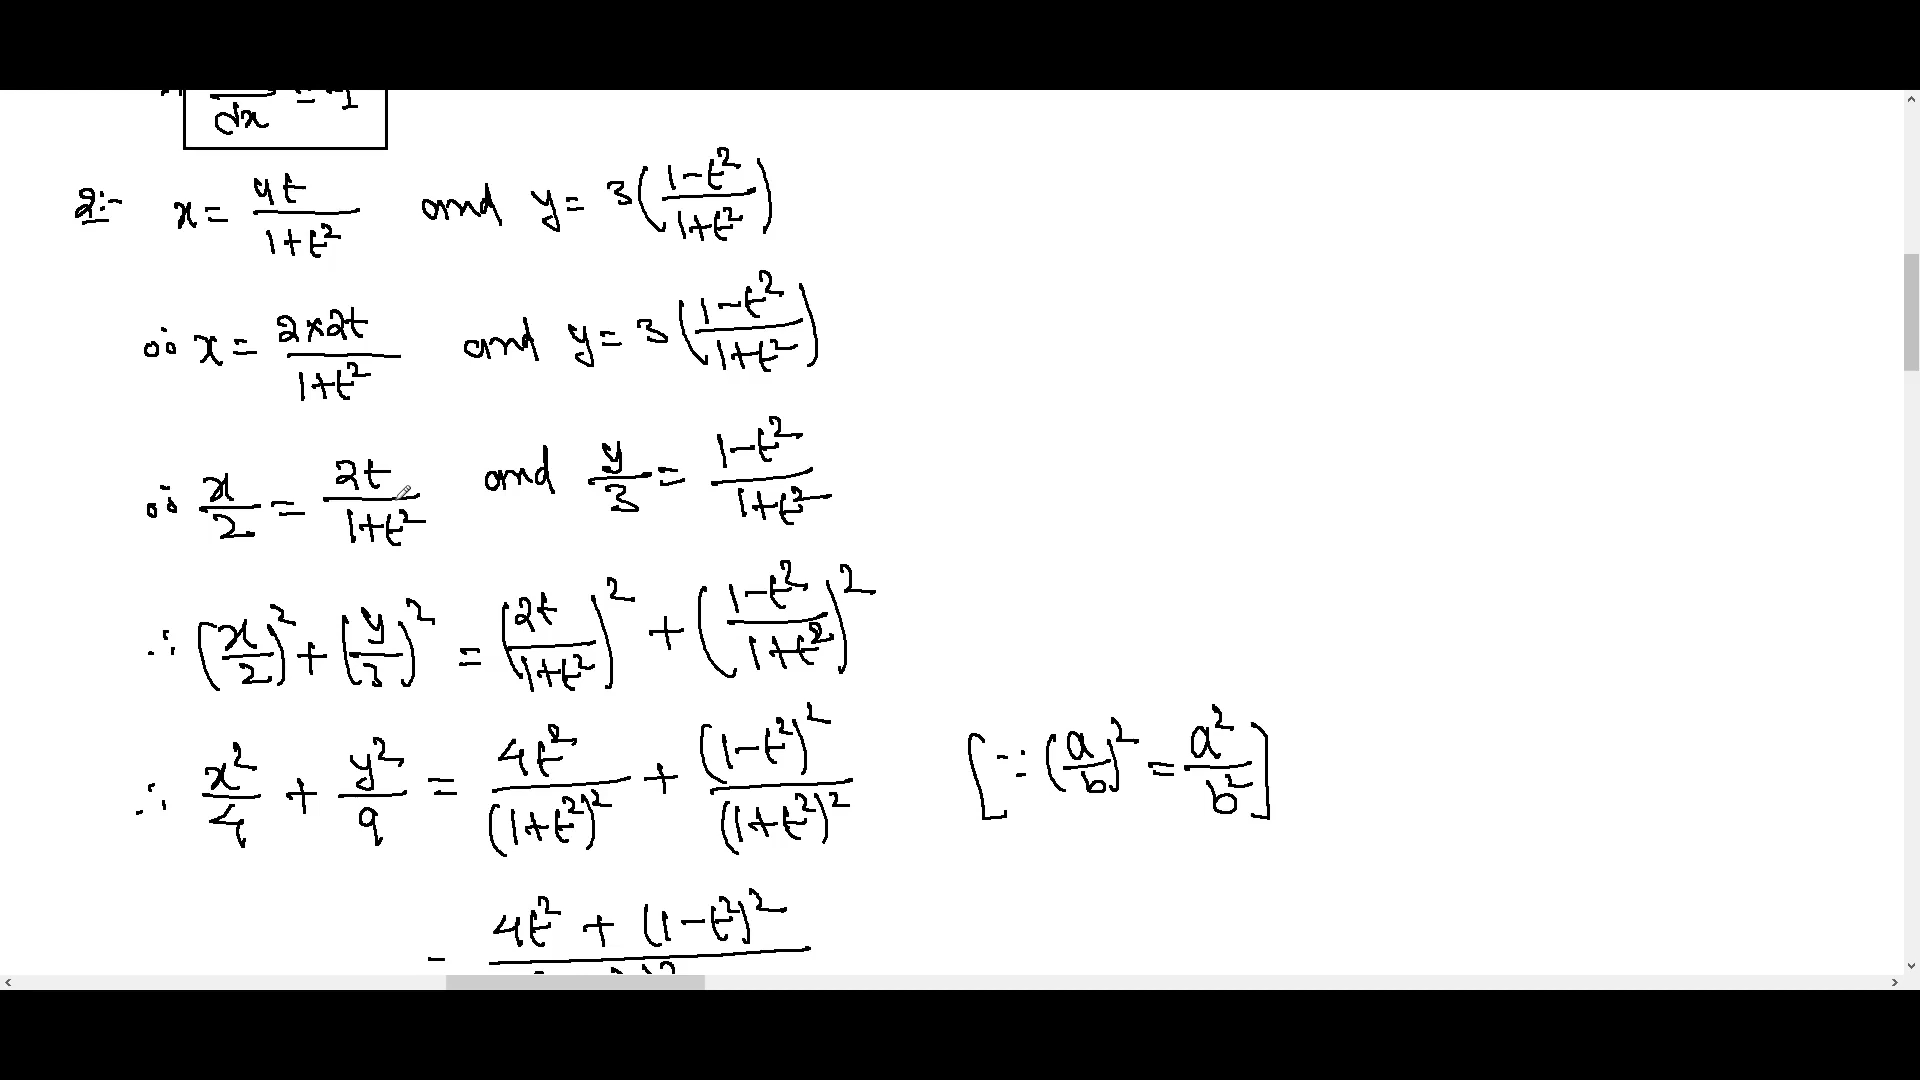 dx
2:- x = 4t/(1+t²) and y = 3((1-t²)/(1+t²))
∴ x = (2×2t)/(1+t²) and y = 3((1-t²)/(1+t²))
∴ x/2 = 2t/(1+t²) and y/3 = (1-t²)/(1+t²)
∴ (x/2)² + (y/3)² = (2t/(1+t²))² + ((1-t²)/(1+t²))²
∴ x²/4 + y²/9 = 4t²/(1+t²)² + (1-t²)²/(1+t²)² [∵ (a/b)² = a²/b²]
= 4t² + (1-t²)²